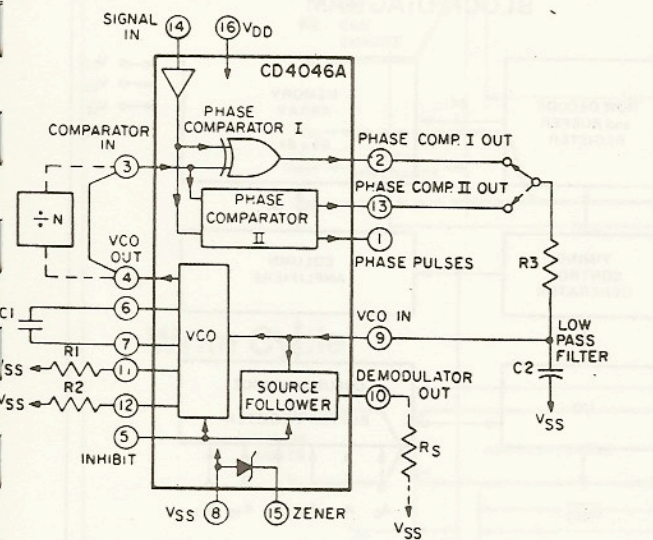 SIGNAL
IN
14
16 VDD
CD4046A
PHASE
COMPARATOR I
COMPARATOR
IN
3
PHASE COMP. I OUT
2
PHASE COMP. II OUT
13
PHASE
COMPARATOR
II
1
PHASE PULSES
÷ N
VCO
OUT
4
R3
6
C1
7
VCO
VCO IN
9
LOW
PASS
FILTER
R1
VSS
11
R2
VSS
12
SOURCE
FOLLOWER
DEMODULATOR
OUT
10
C2
VSS
5
INHIBIT
RS
VSS
VSS 8
15 ZENER